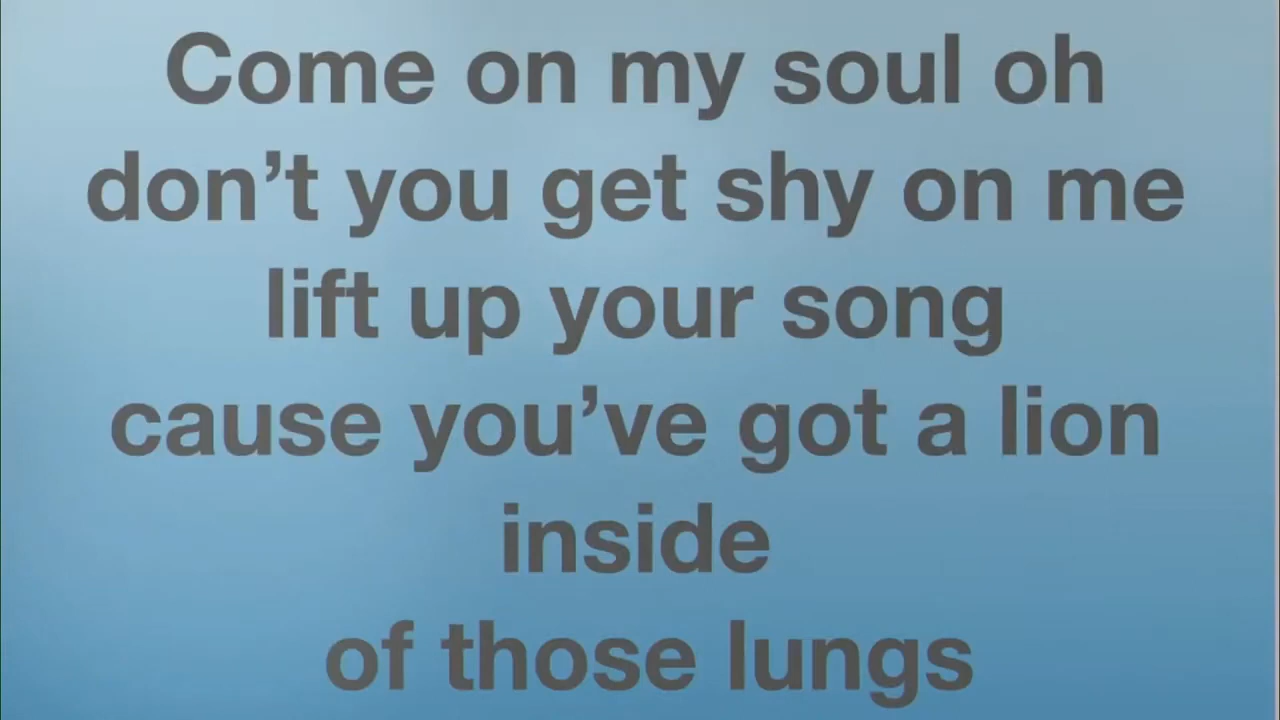 Come on my soul oh
don’t you get shy on me
lift up your song
cause you’ve got a lion
inside
of those lungs